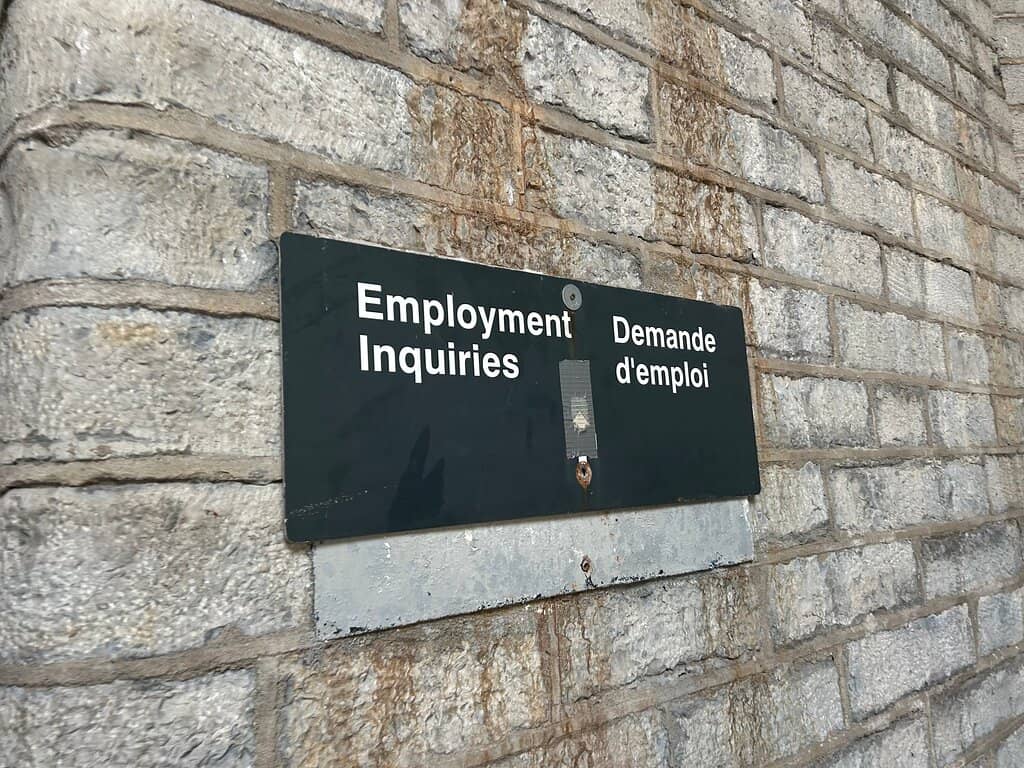 Employment
Inquiries
Demande
d'emploi